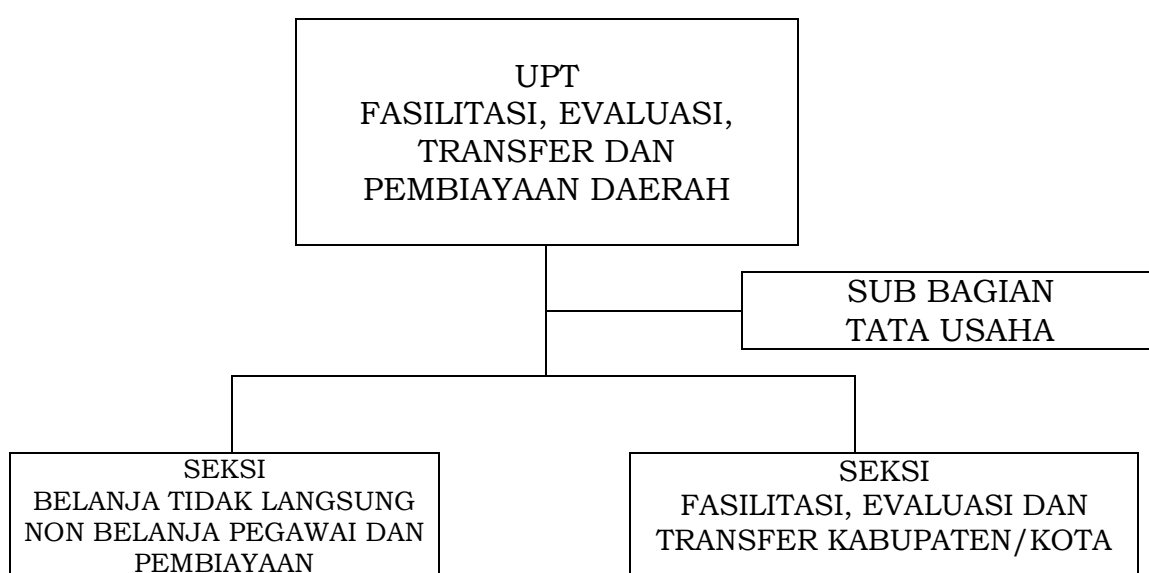 UPT
FASILITASI, EVALUASI,
TRANSFER DAN
PEMBIAYAAN DAERAH
SUB BAGIAN
TATA USAHA
SEKSI
BELANJA TIDAK LANGSUNG
NON BELANJA PEGAWAI DAN
PEMBIAYAAN
SEKSI
FASILITASI, EVALUASI DAN
TRANSFER KABUPATEN/KOTA